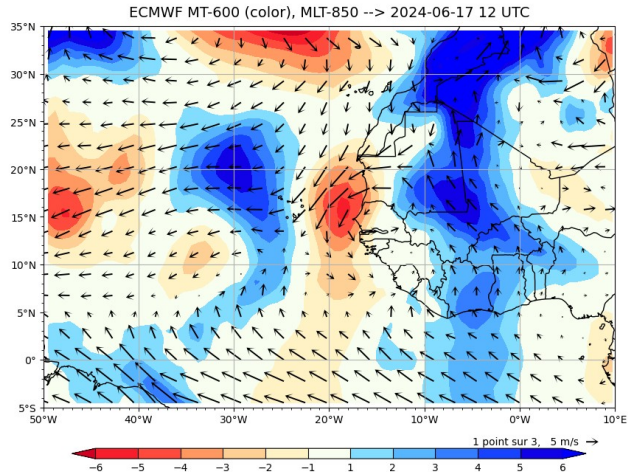 ECMWF MT-600 (color), MLT-850 --> 2024-06-17 12 UTC
35°N
30°N
25°N
20°N
15°N
10°N
5°N
0°
5°S
50°W 40°W 30°W 20°W 10°W 0°W 10°E
1 point sur 3, 5 m/s
−6 −5 −4 −3 −2 −1 1 2 3 4 5 6